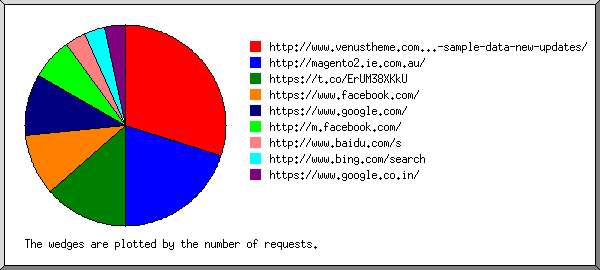 http://www.venustheme.com...-sample-data-new-updates/
http://magento2.ie.com.au/
https://t.co/ErUM38XKkU
https://www.facebook.com/
https://www.google.com/
http://m.facebook.com/
http://www.baidu.com/s
http://www.bing.com/search
https://www.google.co.in/
The wedges are plotted by the number of requests.